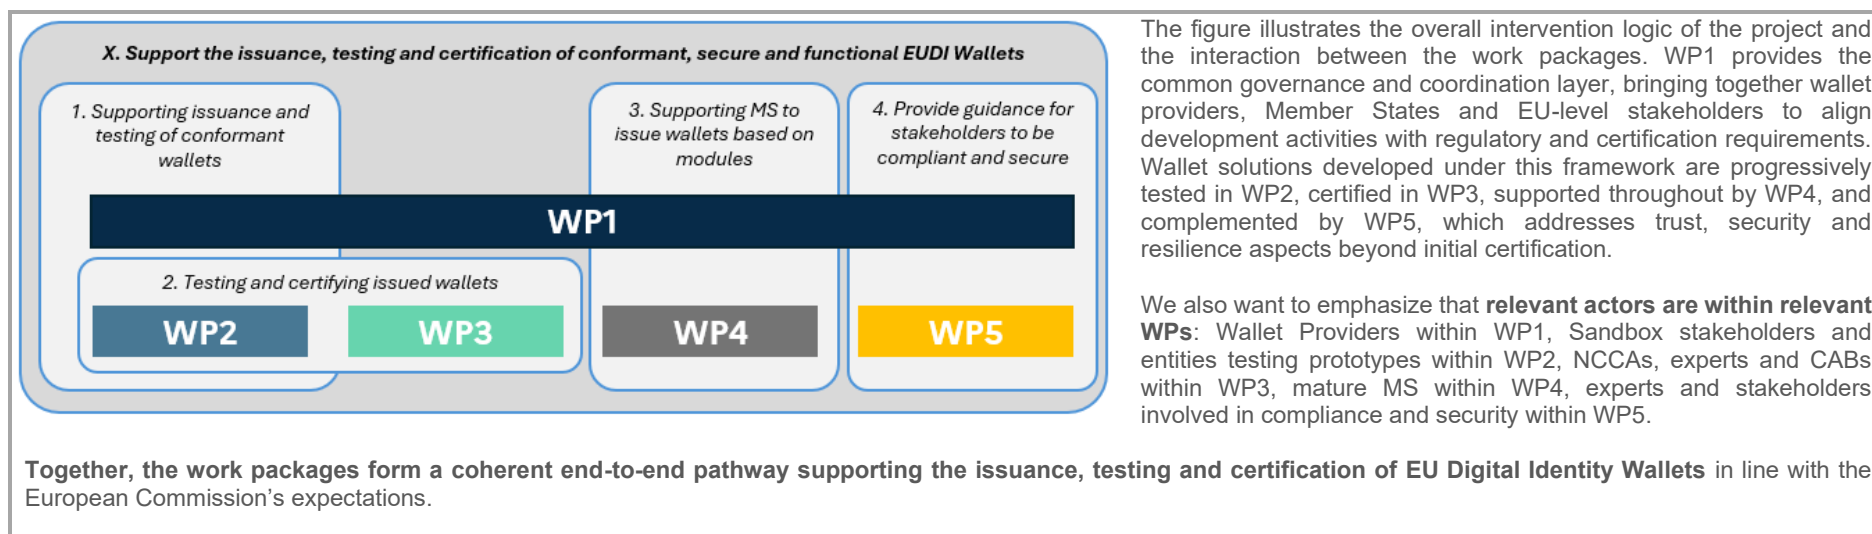 X. Support the issuance, testing and certification of conformant, secure and functional EUDI Wallets
1. Supporting issuance and
testing of conformant
wallets
3. Supporting MS to
issue wallets based on
modules
4. Provide guidance for
stakeholders to be
compliant and secure
WP1
2. Testing and certifying issued wallets
WP2
WP3
WP4
WP5
The figure illustrates the overall intervention logic of the project and
the interaction between the work packages. WP1 provides the
common governance and coordination layer, bringing together wallet
providers, Member States and EU-level stakeholders to align
development activities with regulatory and certification requirements.
Wallet solutions developed under this framework are progressively
tested in WP2, certified in WP3, supported throughout by WP4, and
complemented by WP5, which addresses trust, security and
resilience aspects beyond initial certification.
We also want to emphasize that relevant actors are within relevant
WPs: Wallet Providers within WP1, Sandbox stakeholders and
entities testing prototypes within WP2, NCCAs, experts and CABs
within WP3, mature MS within WP4, experts and stakeholders
involved in compliance and security within WP5.
Together, the work packages form a coherent end-to-end pathway supporting the issuance, testing and certification of EU Digital Identity Wallets in line with the
European Commission’s expectations.